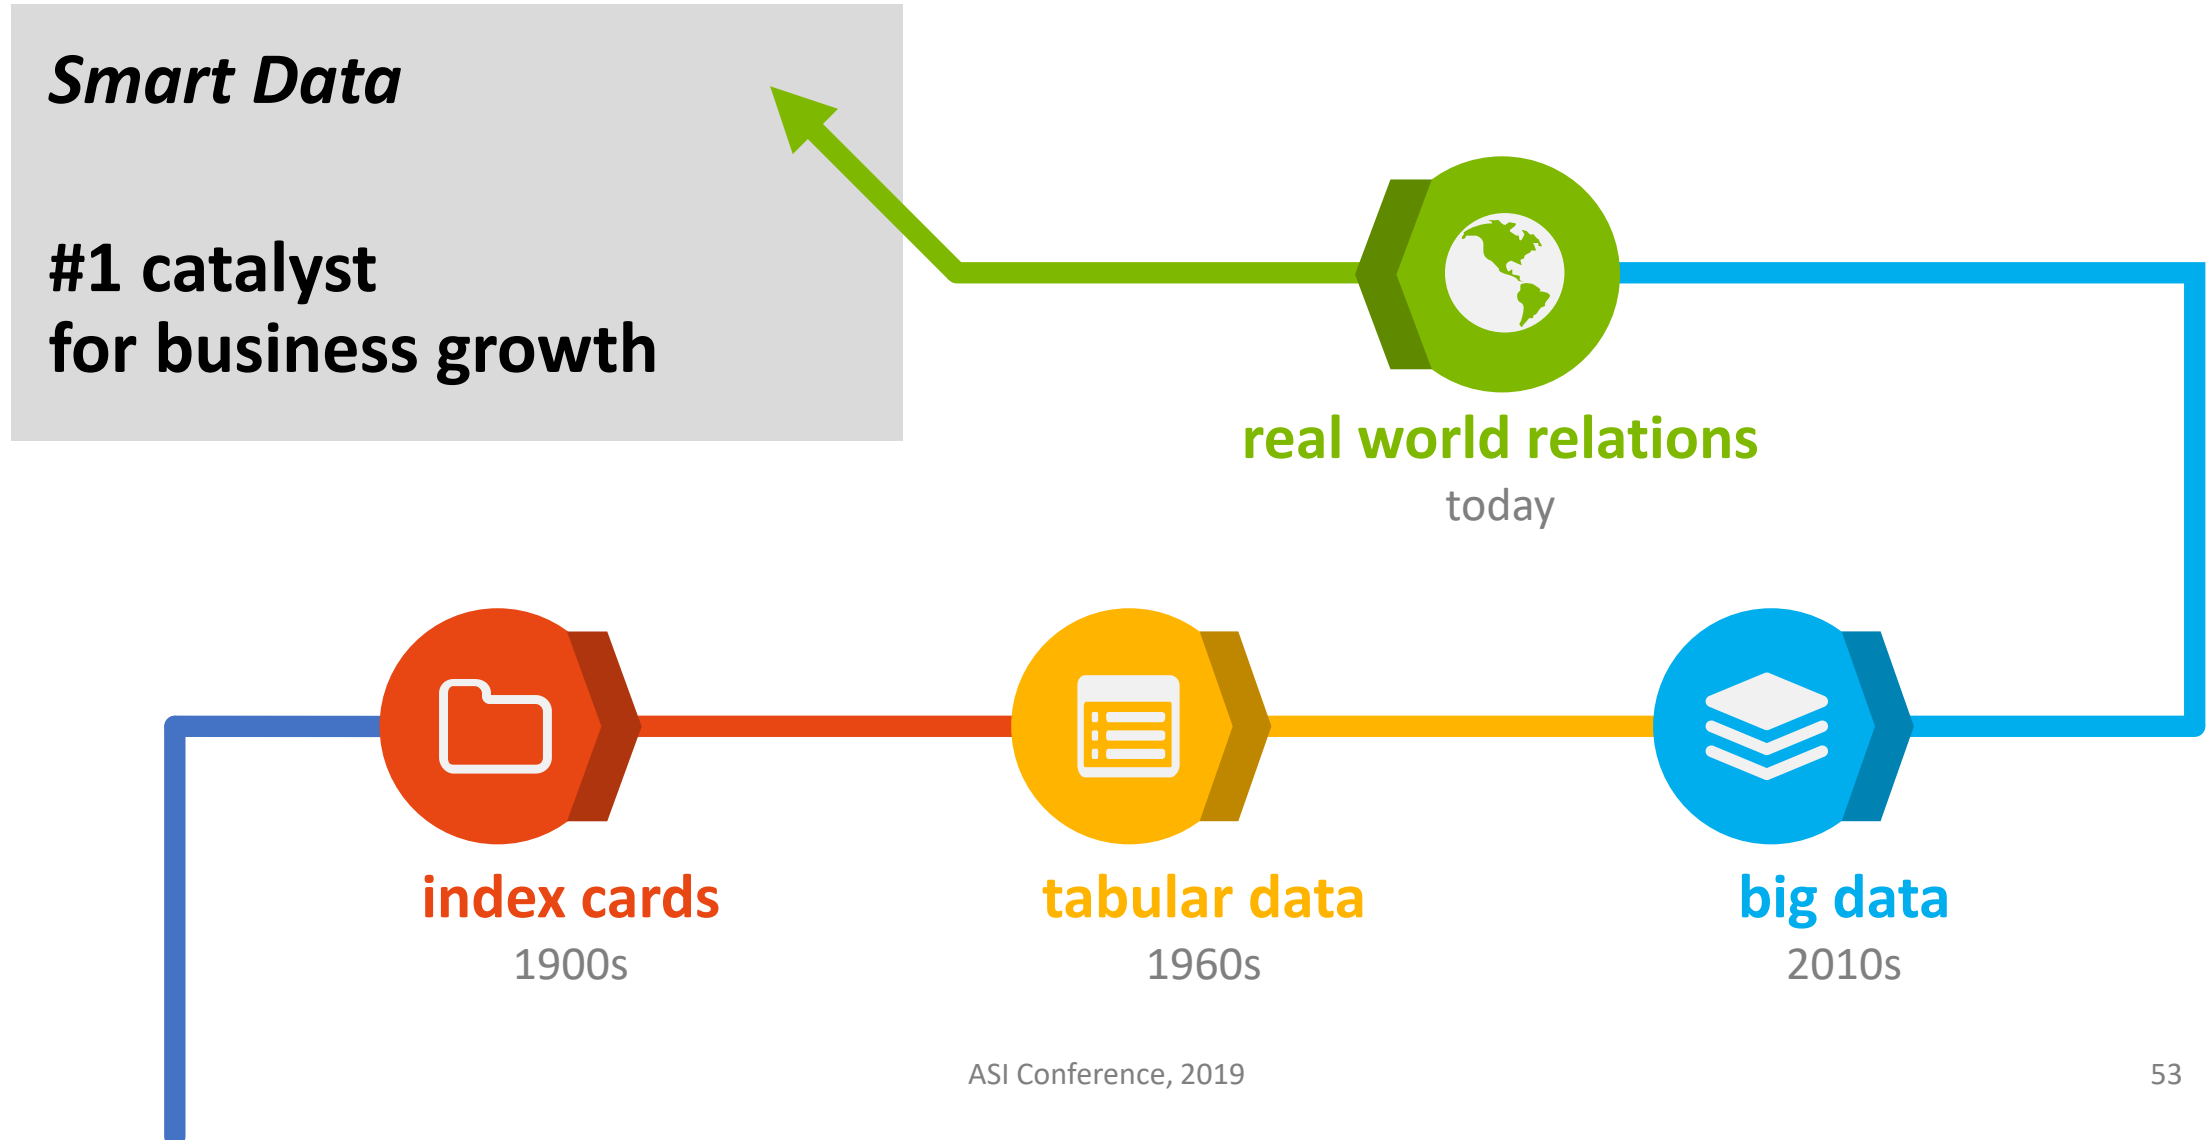 Smart Data
#1 catalyst
for business growth
real world relations
today
index cards
1900s
tabular data
1960s
big data
2010s
ASI Conference, 2019
53